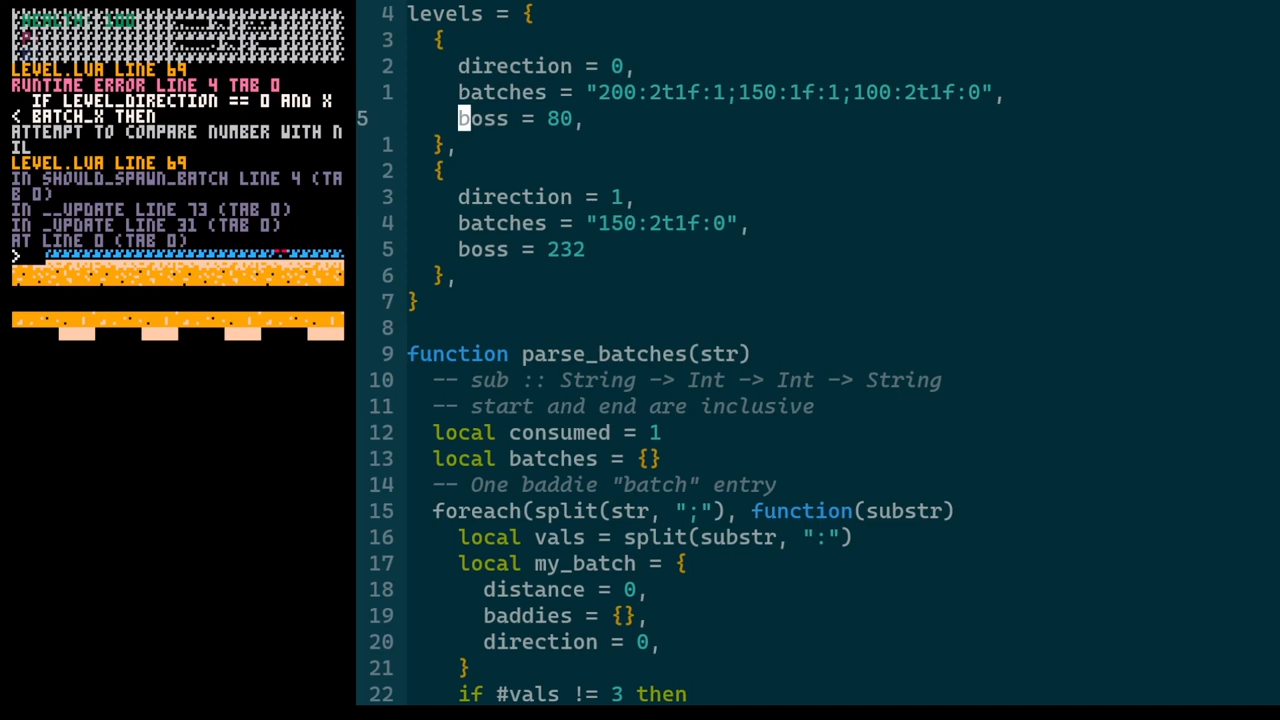 HEALTH: 100
LEVEL.LUA LINE 69
RUNTIME ERROR LINE 4 TAB 0
IF LEVEL_DIRECTION == 0 AND X
< BATCH_X THEN
ATTEMPT TO COMPARE NUMBER WITH N
IL
LEVEL.LUA LINE 69
IN SHOULD_SPAWN_BATCH LINE 4 (TA
B 0)
IN __UPDATE LINE 73 (TAB 0)
IN _UPDATE LINE 31 (TAB 0)
AT LINE 0 (TAB 0)
>
4 levels = {
3 {
2 direction = 0,
1 batches = "200:2t1f:1;150:1f:1;100:2t1f:0",
5 boss = 80,
1 },
2 {
3 direction = 1,
4 batches = "150:2t1f:0",
5 boss = 232
6 },
7 }
8
9 function parse_batches(str)
10 -- sub :: String -> Int -> Int -> String
11 -- start and end are inclusive
12 local consumed = 1
13 local batches = {}
14 -- One baddie "batch" entry
15 foreach(split(str, ";"), function(substr)
16 local vals = split(substr, ":")
17 local my_batch = {
18 distance = 0,
19 baddies = {},
20 direction = 0,
21 }
22 if #vals != 3 then